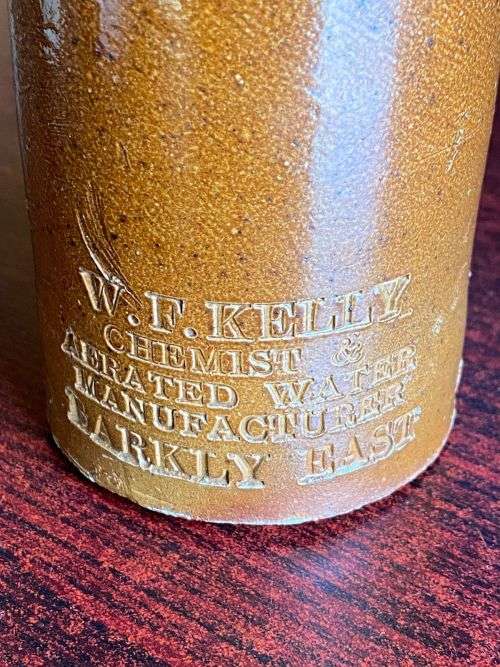 W.F.KELLY
CHEMIST &
AERATED WATER
MANUFACTURER
BARKLY EAST